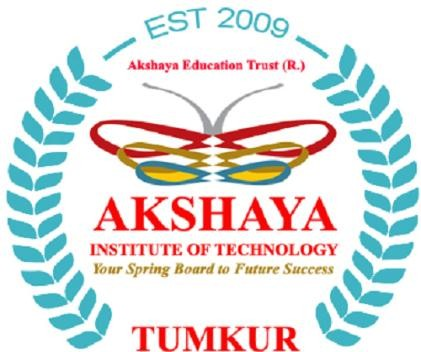 EST 2009
Akshaya Education Trust (R.)
AKSHAYA
INSTITUTE OF TECHNOLOGY
Your Spring Board to Future Success
TUMKUR